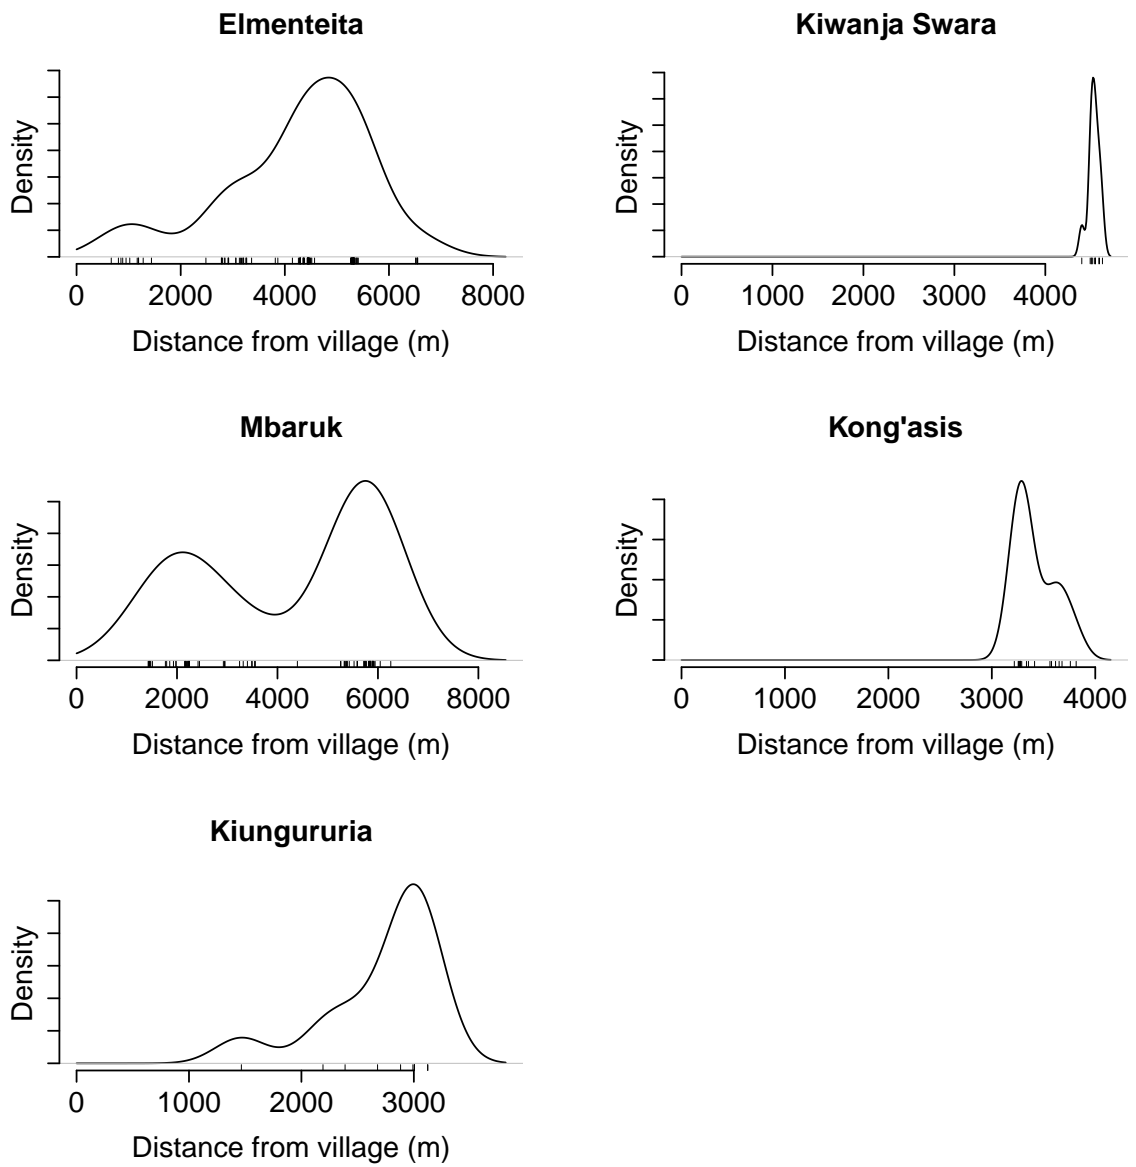 Elmenteita
Density
0 2000 4000 6000 8000
Distance from village (m)
Kiwanja Swara
Density
0 1000 2000 3000 4000
Distance from village (m)
Mbaruk
Density
0 2000 4000 6000 8000
Distance from village (m)
Kong'asis
Density
0 1000 2000 3000 4000
Distance from village (m)
Kiungururia
Density
0 1000 2000 3000
Distance from village (m)